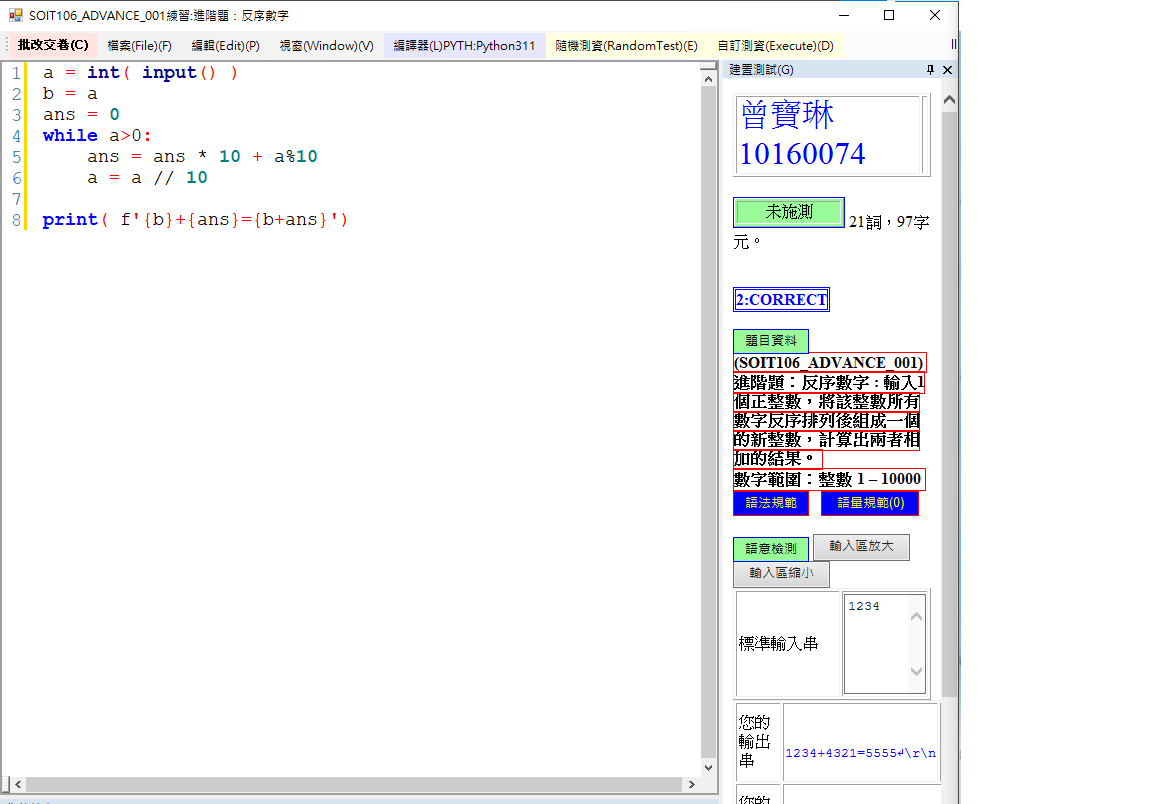 SOIT106_ADVANCE_001練習:進階題：反序數字
批改交卷(C) 檔案(File)(F) 編輯(Edit)(P) 視窗(Window)(V) 編譯器(L)PYTH:Python311 隨機測資(RandomTest)(E) 自訂測資(Execute)(D)
1 a = int( input() )
2 b = a
3 ans = 0
4 while a>0:
5     ans = ans * 10 + a%10
6     a = a // 10
7
8 print( f'{b}+{ans}={b+ans}')
建置測試(G)
曾寶琳
10160074
未施測 21詞，97字
元。
2:CORRECT
題目資料
(SOIT106_ADVANCE_001)
進階題：反序數字 : 輸入1
個正整數，將該整數所有
數字反序排列後組成一個
的新整數，計算出兩者相
加的結果。
數字範圍：整數 1 – 10000
語法規範 語量規範(0)
語意檢測 輸入區放大
輸入區縮小
標準輸入串 1234
您的
輸出
串 1234+4321=5555↵\r\n
您的